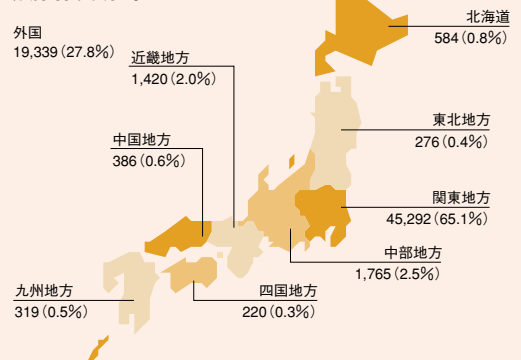 北海道
584（0.8%）
外国
19,339（27.8%）
近畿地方
1,420（2.0%）
東北地方
276（0.4%）
中国地方
386（0.6%）
関東地方
45,292（65.1%）
中部地方
1,765（2.5%）
九州地方
319（0.5%）
四国地方
220（0.3%）